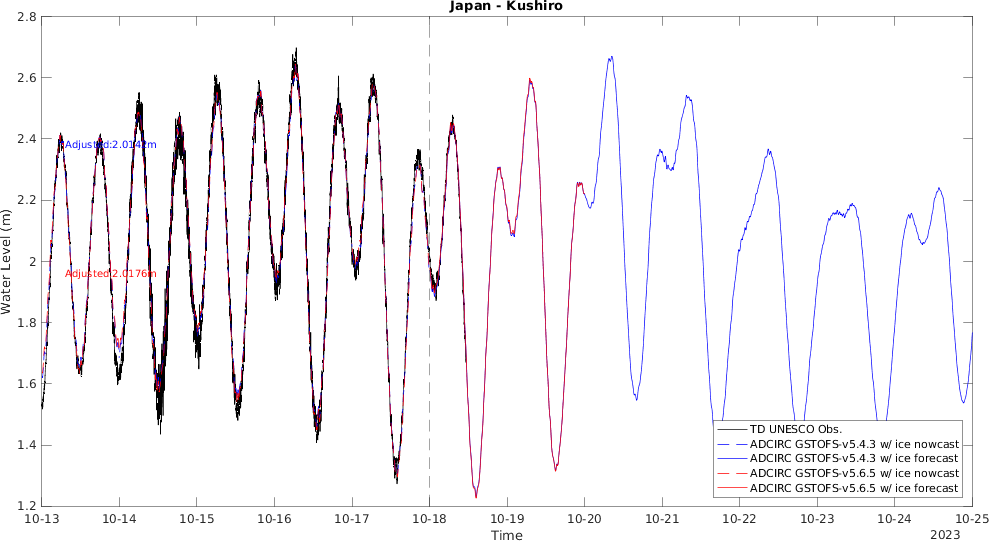 Japan - Kushiro
2.8
2.6
2.4
2.2
2
1.8
1.6
1.4
1.2
Water Level (m)
Adjusted:2.0142m
Adjusted:2.0176m
TD UNESCO Obs.
ADCIRC GSTOFS-v5.4.3 w/ ice nowcast
ADCIRC GSTOFS-v5.4.3 w/ ice forecast
ADCIRC GSTOFS-v5.6.5 w/ ice nowcast
ADCIRC GSTOFS-v5.6.5 w/ ice forecast
10-13 10-14 10-15 10-16 10-17 10-18 10-19 10-20 10-21 10-22 10-23 10-24 10-25
Time
2023